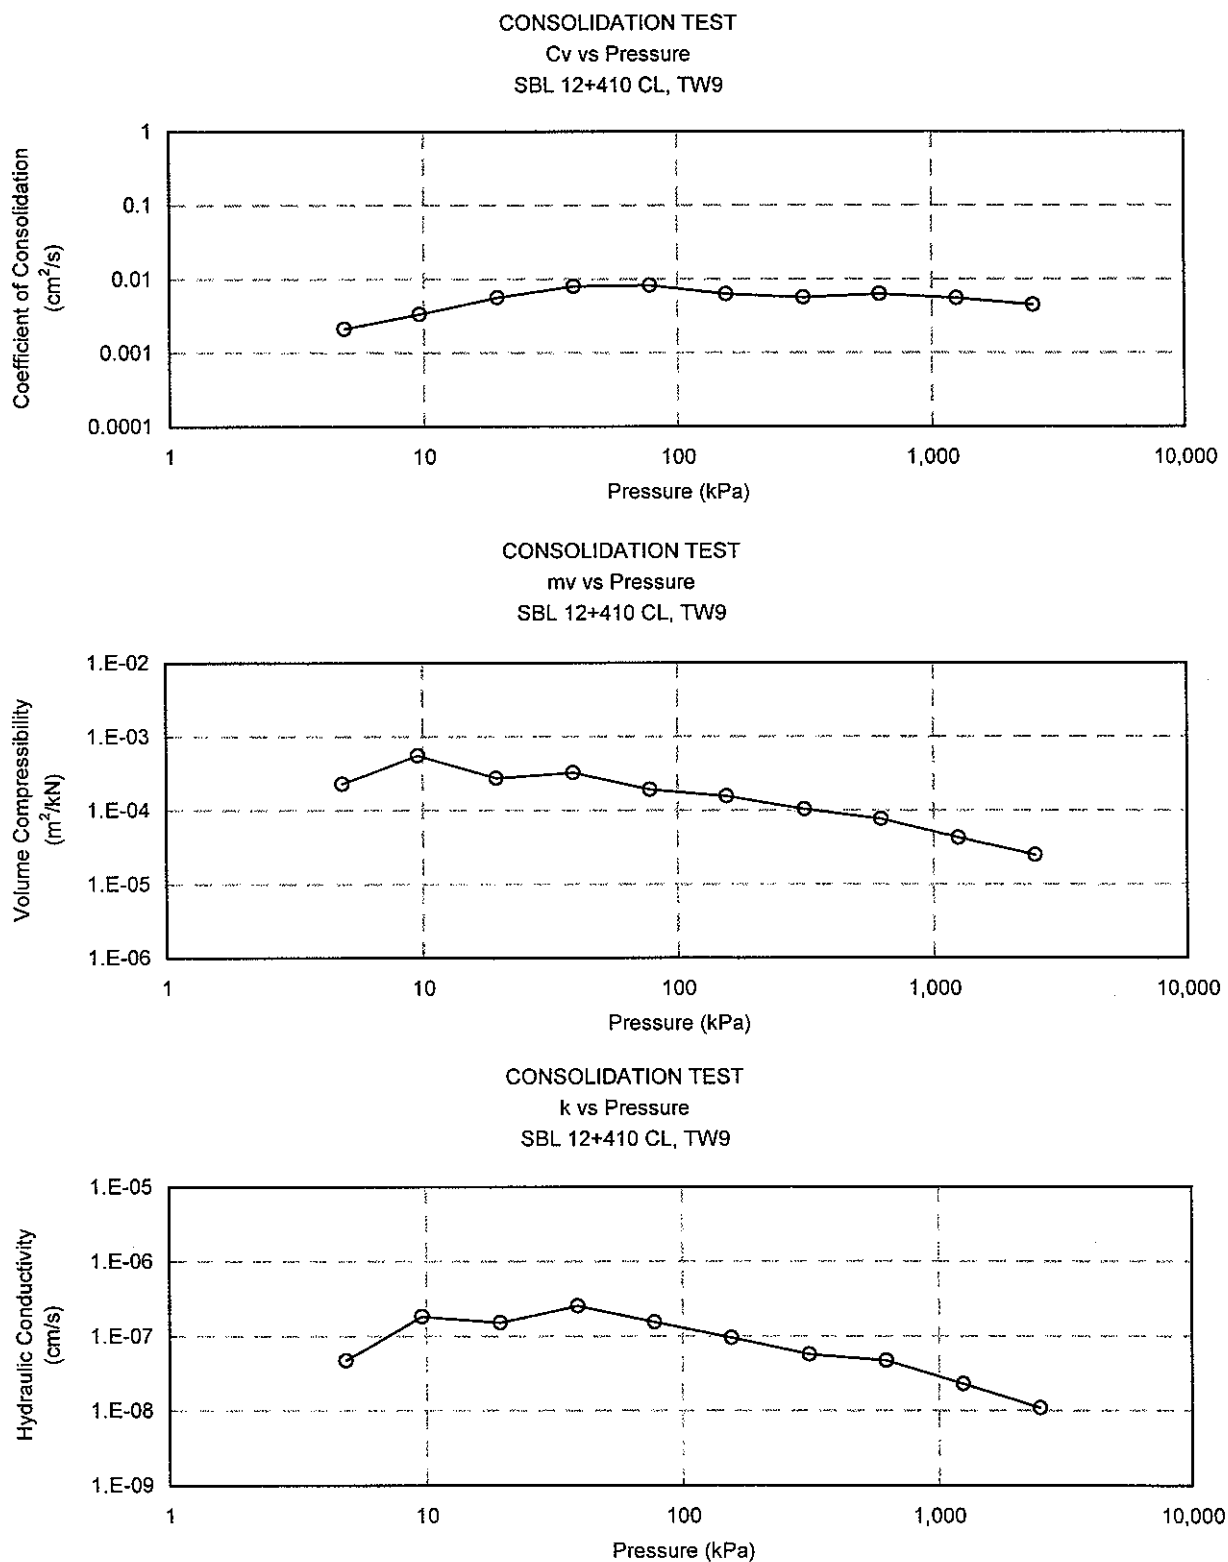 CONSOLIDATION TEST
Cv vs Pressure
SBL 12+410 CL, TW9
Coefficient of Consolidation
(cm²/s)
1
0.1
0.01
0.001
0.0001
1 10 100 1,000 10,000
Pressure (kPa)
CONSOLIDATION TEST
mv vs Pressure
SBL 12+410 CL, TW9
Volume Compressibility
(m²/kN)
1.E-02
1.E-03
1.E-04
1.E-05
1.E-06
1 10 100 1,000 10,000
Pressure (kPa)
CONSOLIDATION TEST
k vs Pressure
SBL 12+410 CL, TW9
Hydraulic Conductivity
(cm/s)
1.E-05
1.E-06
1.E-07
1.E-08
1.E-09
1 10 100 1,000 10,000
Pressure (kPa)